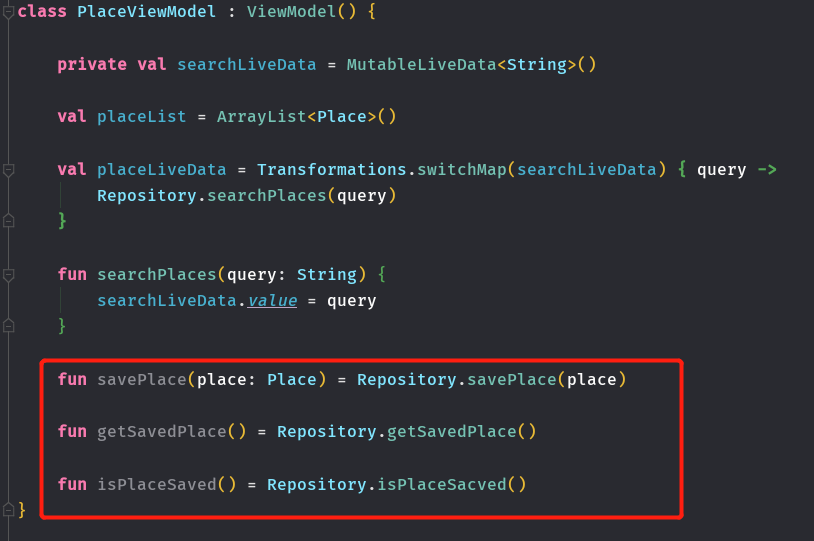 class PlaceViewModel : ViewModel() {
private val searchLiveData = MutableLiveData<String>()
val placeList = ArrayList<Place>()
val placeLiveData = Transformations.switchMap(searchLiveData) { query ->
Repository.searchPlaces(query)
}
fun searchPlaces(query: String) {
searchLiveData.value = query
}
fun savePlace(place: Place) = Repository.savePlace(place)
fun getSavedPlace() = Repository.getSavedPlace()
fun isPlaceSaved() = Repository.isPlaceSacved()
}